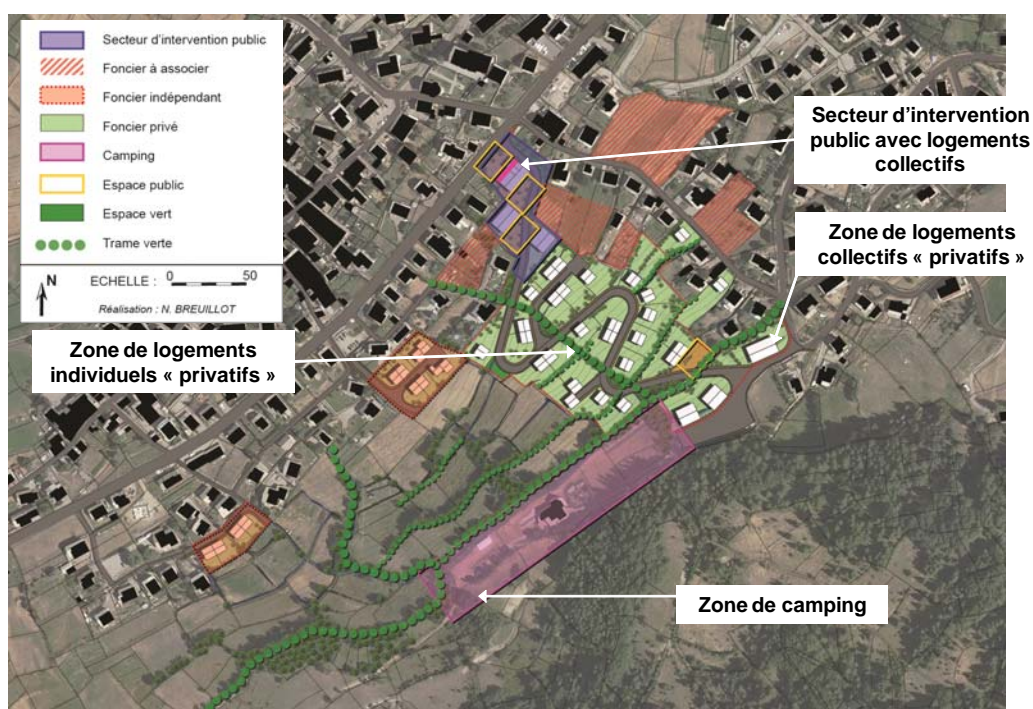 Secteur d'intervention public
Foncier à associer
Foncier indépendant
Foncier privé
Camping
Espace public
Espace vert
Trame verte
N
ECHELLE : 0 50
Réalisation : N. BREUILLOT
Secteur d'intervention
public avec logements
collectifs
Zone de logements
collectifs « privatifs »
Zone de logements
individuels « privatifs »
Zone de camping